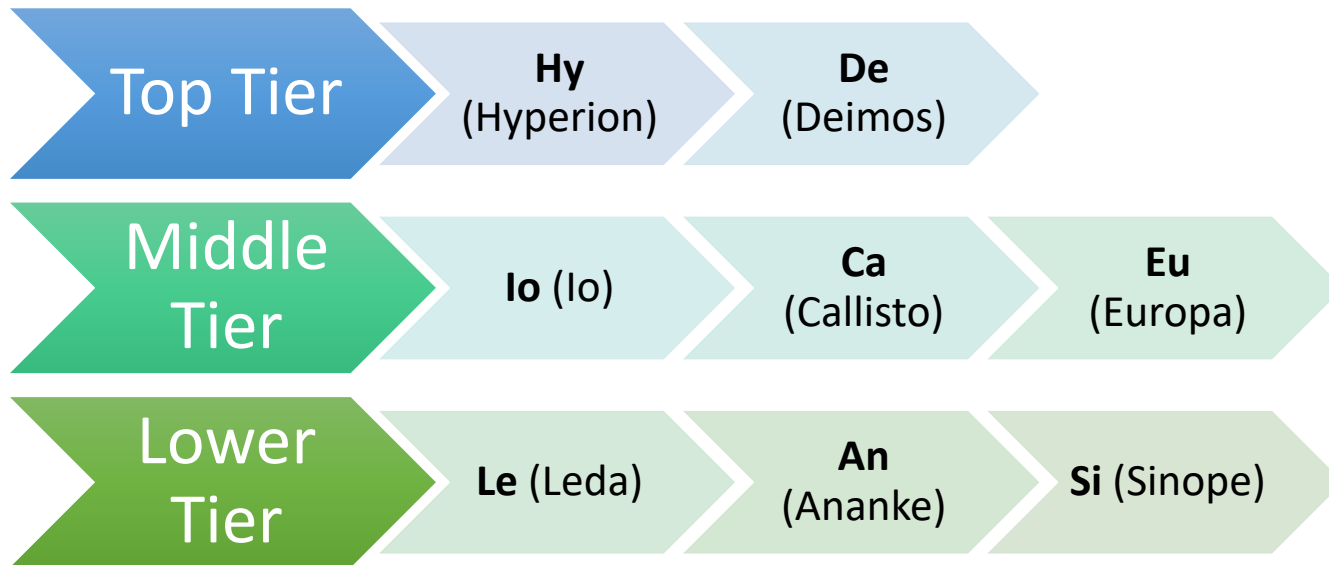 Top Tier
Hy
(Hyperion)
De
(Deimos)
Middle
Tier
Io (Io)
Ca
(Callisto)
Eu
(Europa)
Lower
Tier
Le (Leda)
An
(Ananke)
Si (Sinope)